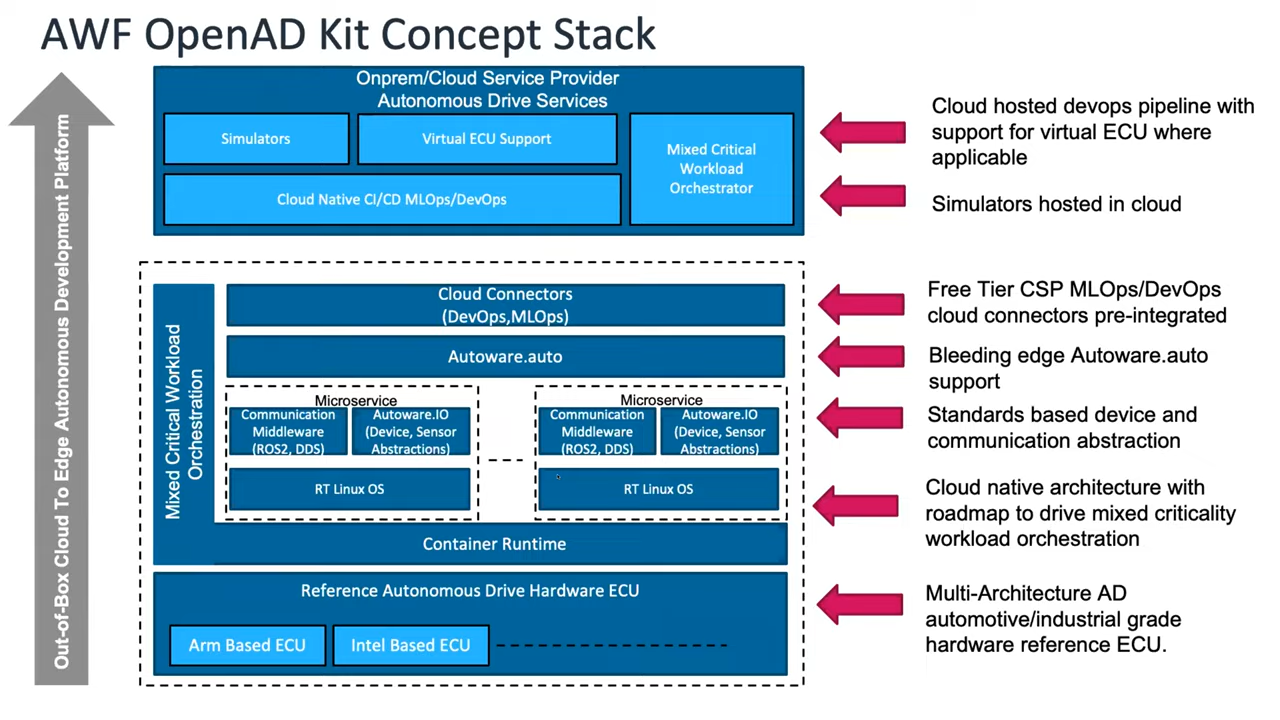 AWF OpenAD Kit Concept Stack
Out-of-Box Cloud To Edge Autonomous Development Platform
Onprem/Cloud Service Provider
Autonomous Drive Services
Simulators
Virtual ECU Support
Mixed Critical
Workload
Orchestrator
Cloud Native CI/CD MLOps/DevOps
Cloud hosted devops pipeline with
support for virtual ECU where
applicable
Simulators hosted in cloud
Mixed Critical Workload
Orchestration
Cloud Connectors
(DevOps,MLOps)
Free Tier CSP MLOps/DevOps
cloud connectors pre-integrated
Autoware.auto
Bleeding edge Autoware.auto
support
Microservice
Communication
Middleware
(ROS2, DDS)
Autoware.IO
(Device, Sensor
Abstractions)
RT Linux OS
Microservice
Communication
Middleware
(ROS2, DDS)
Autoware.IO
(Device, Sensor
Abstractions)
RT Linux OS
Standards based device and
communication abstraction
Container Runtime
Cloud native architecture with
roadmap to drive mixed criticality
workload orchestration
Reference Autonomous Drive Hardware ECU
Arm Based ECU
Intel Based ECU
Multi-Architecture AD
automotive/industrial grade
hardware reference ECU.